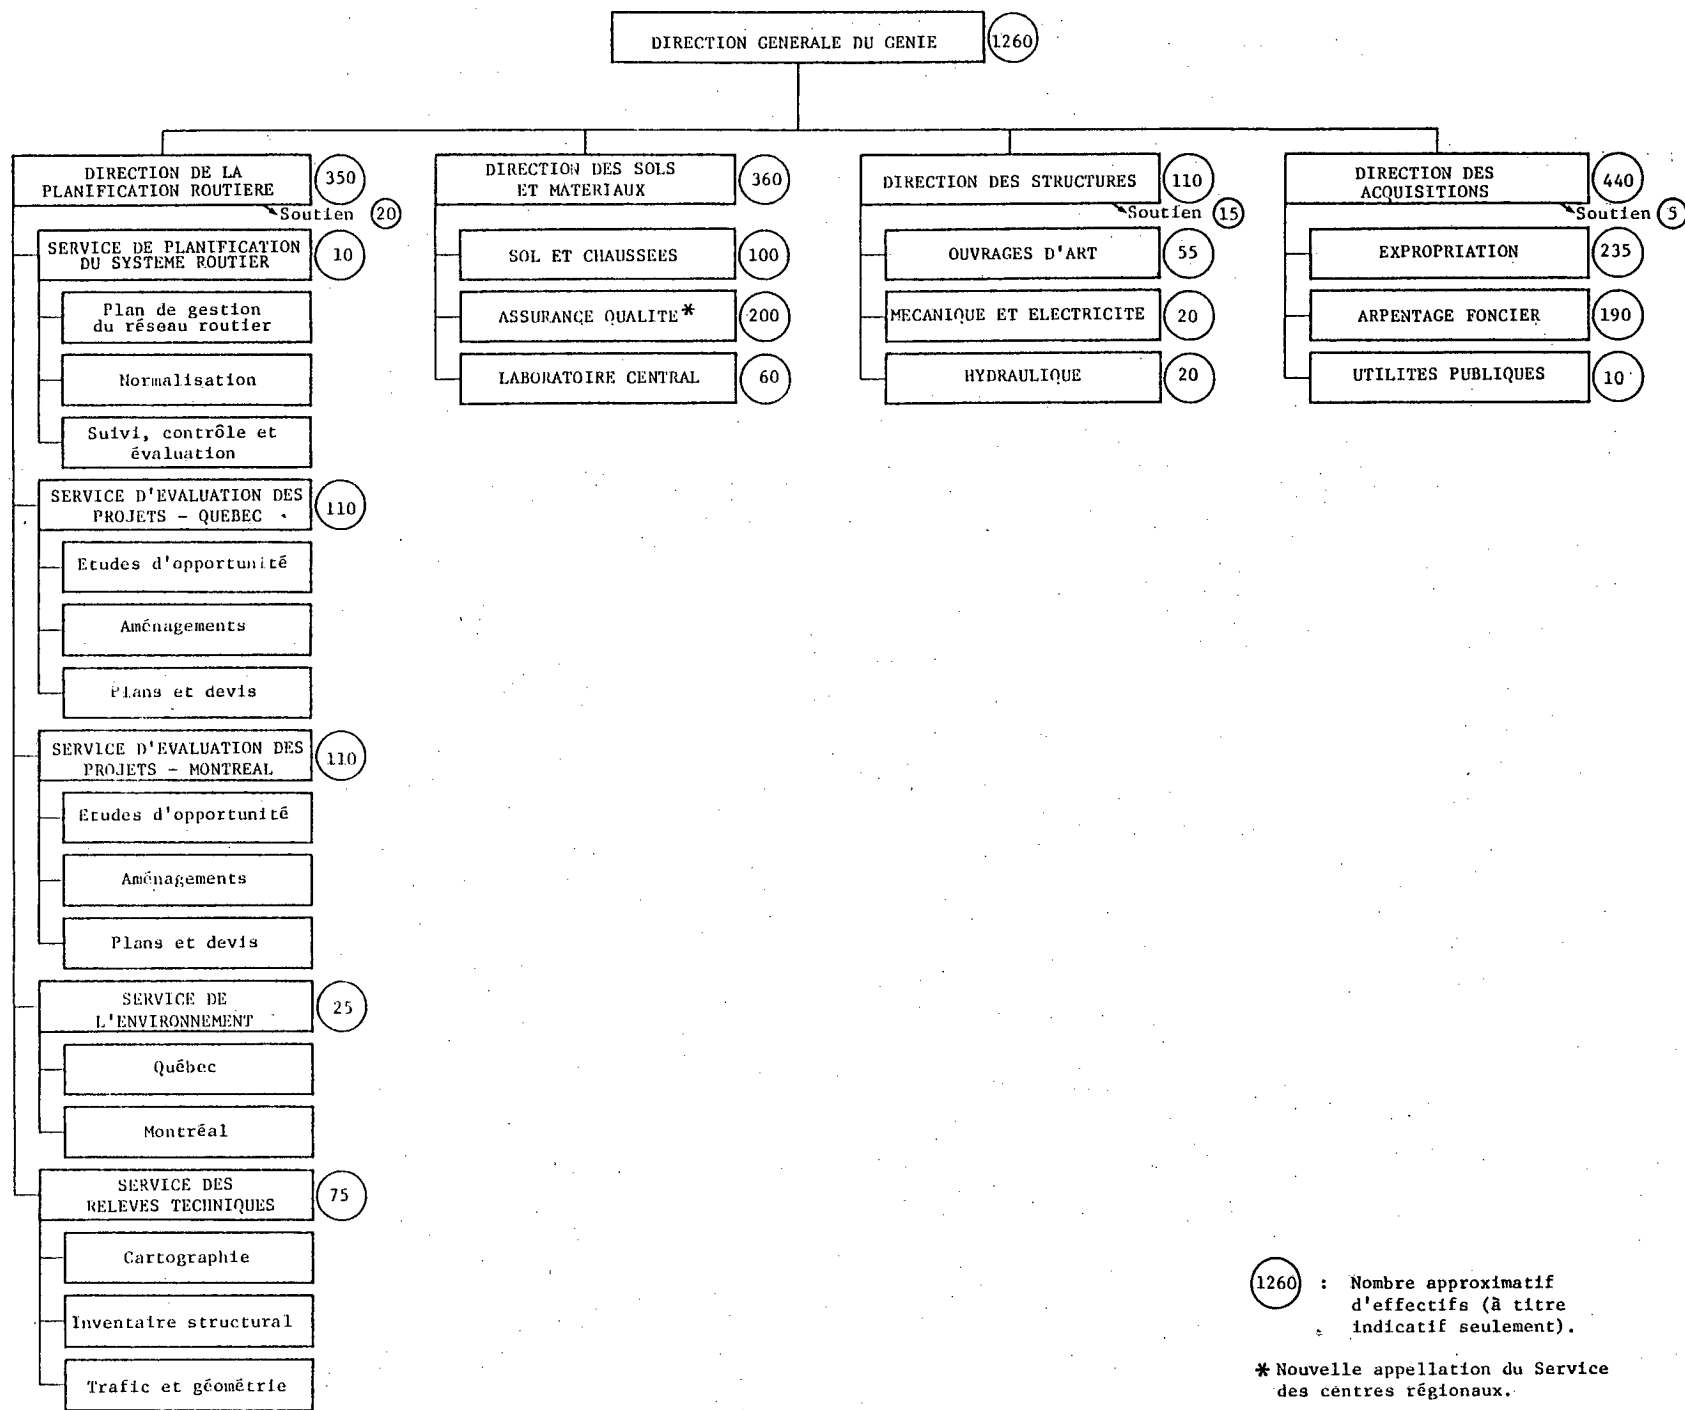 DIRECTION GENERALE DU GENIE 1260
DIRECTION DE LA
PLANIFICATION ROUTIERE 350
Soutien 20
SERVICE DE PLANIFICATION
DU SYSTEME ROUTIER 10
Plan de gestion
du réseau routier
Normalisation
Suivi, contrôle et
évaluation
SERVICE D'EVALUATION DES
PROJETS - QUEBEC 110
Etudes d'opportunité
Aménagements
Plans et devis
SERVICE D'EVALUATION DES
PROJETS - MONTREAL 110
Etudes d'opportunité
Aménagements
Plans et devis
SERVICE DE
L'ENVIRONNEMENT 25
Québec
Montréal
SERVICE DES
RELEVES TECHNIQUES 75
Cartographie
Inventaire structural
Trafic et géométrie
DIRECTION DES SOLS
ET MATERIAUX 360
SOL ET CHAUSSEES 100
ASSURANCE QUALITE* 200
LABORATOIRE CENTRAL 60
DIRECTION DES STRUCTURES 110
Soutien 15
OUVRAGES D'ART 55
MECANIQUE ET ELECTRICITE 20
HYDRAULIQUE 20
DIRECTION DES
ACQUISITIONS 440
Soutien 5
EXPROPRIATION 235
ARPENTAGE FONCIER 190
UTILITES PUBLIQUES 10
1260 : Nombre approximatif
d'effectifs (à titre
indicatif seulement).
* Nouvelle appellation du Service
des centres régionaux.